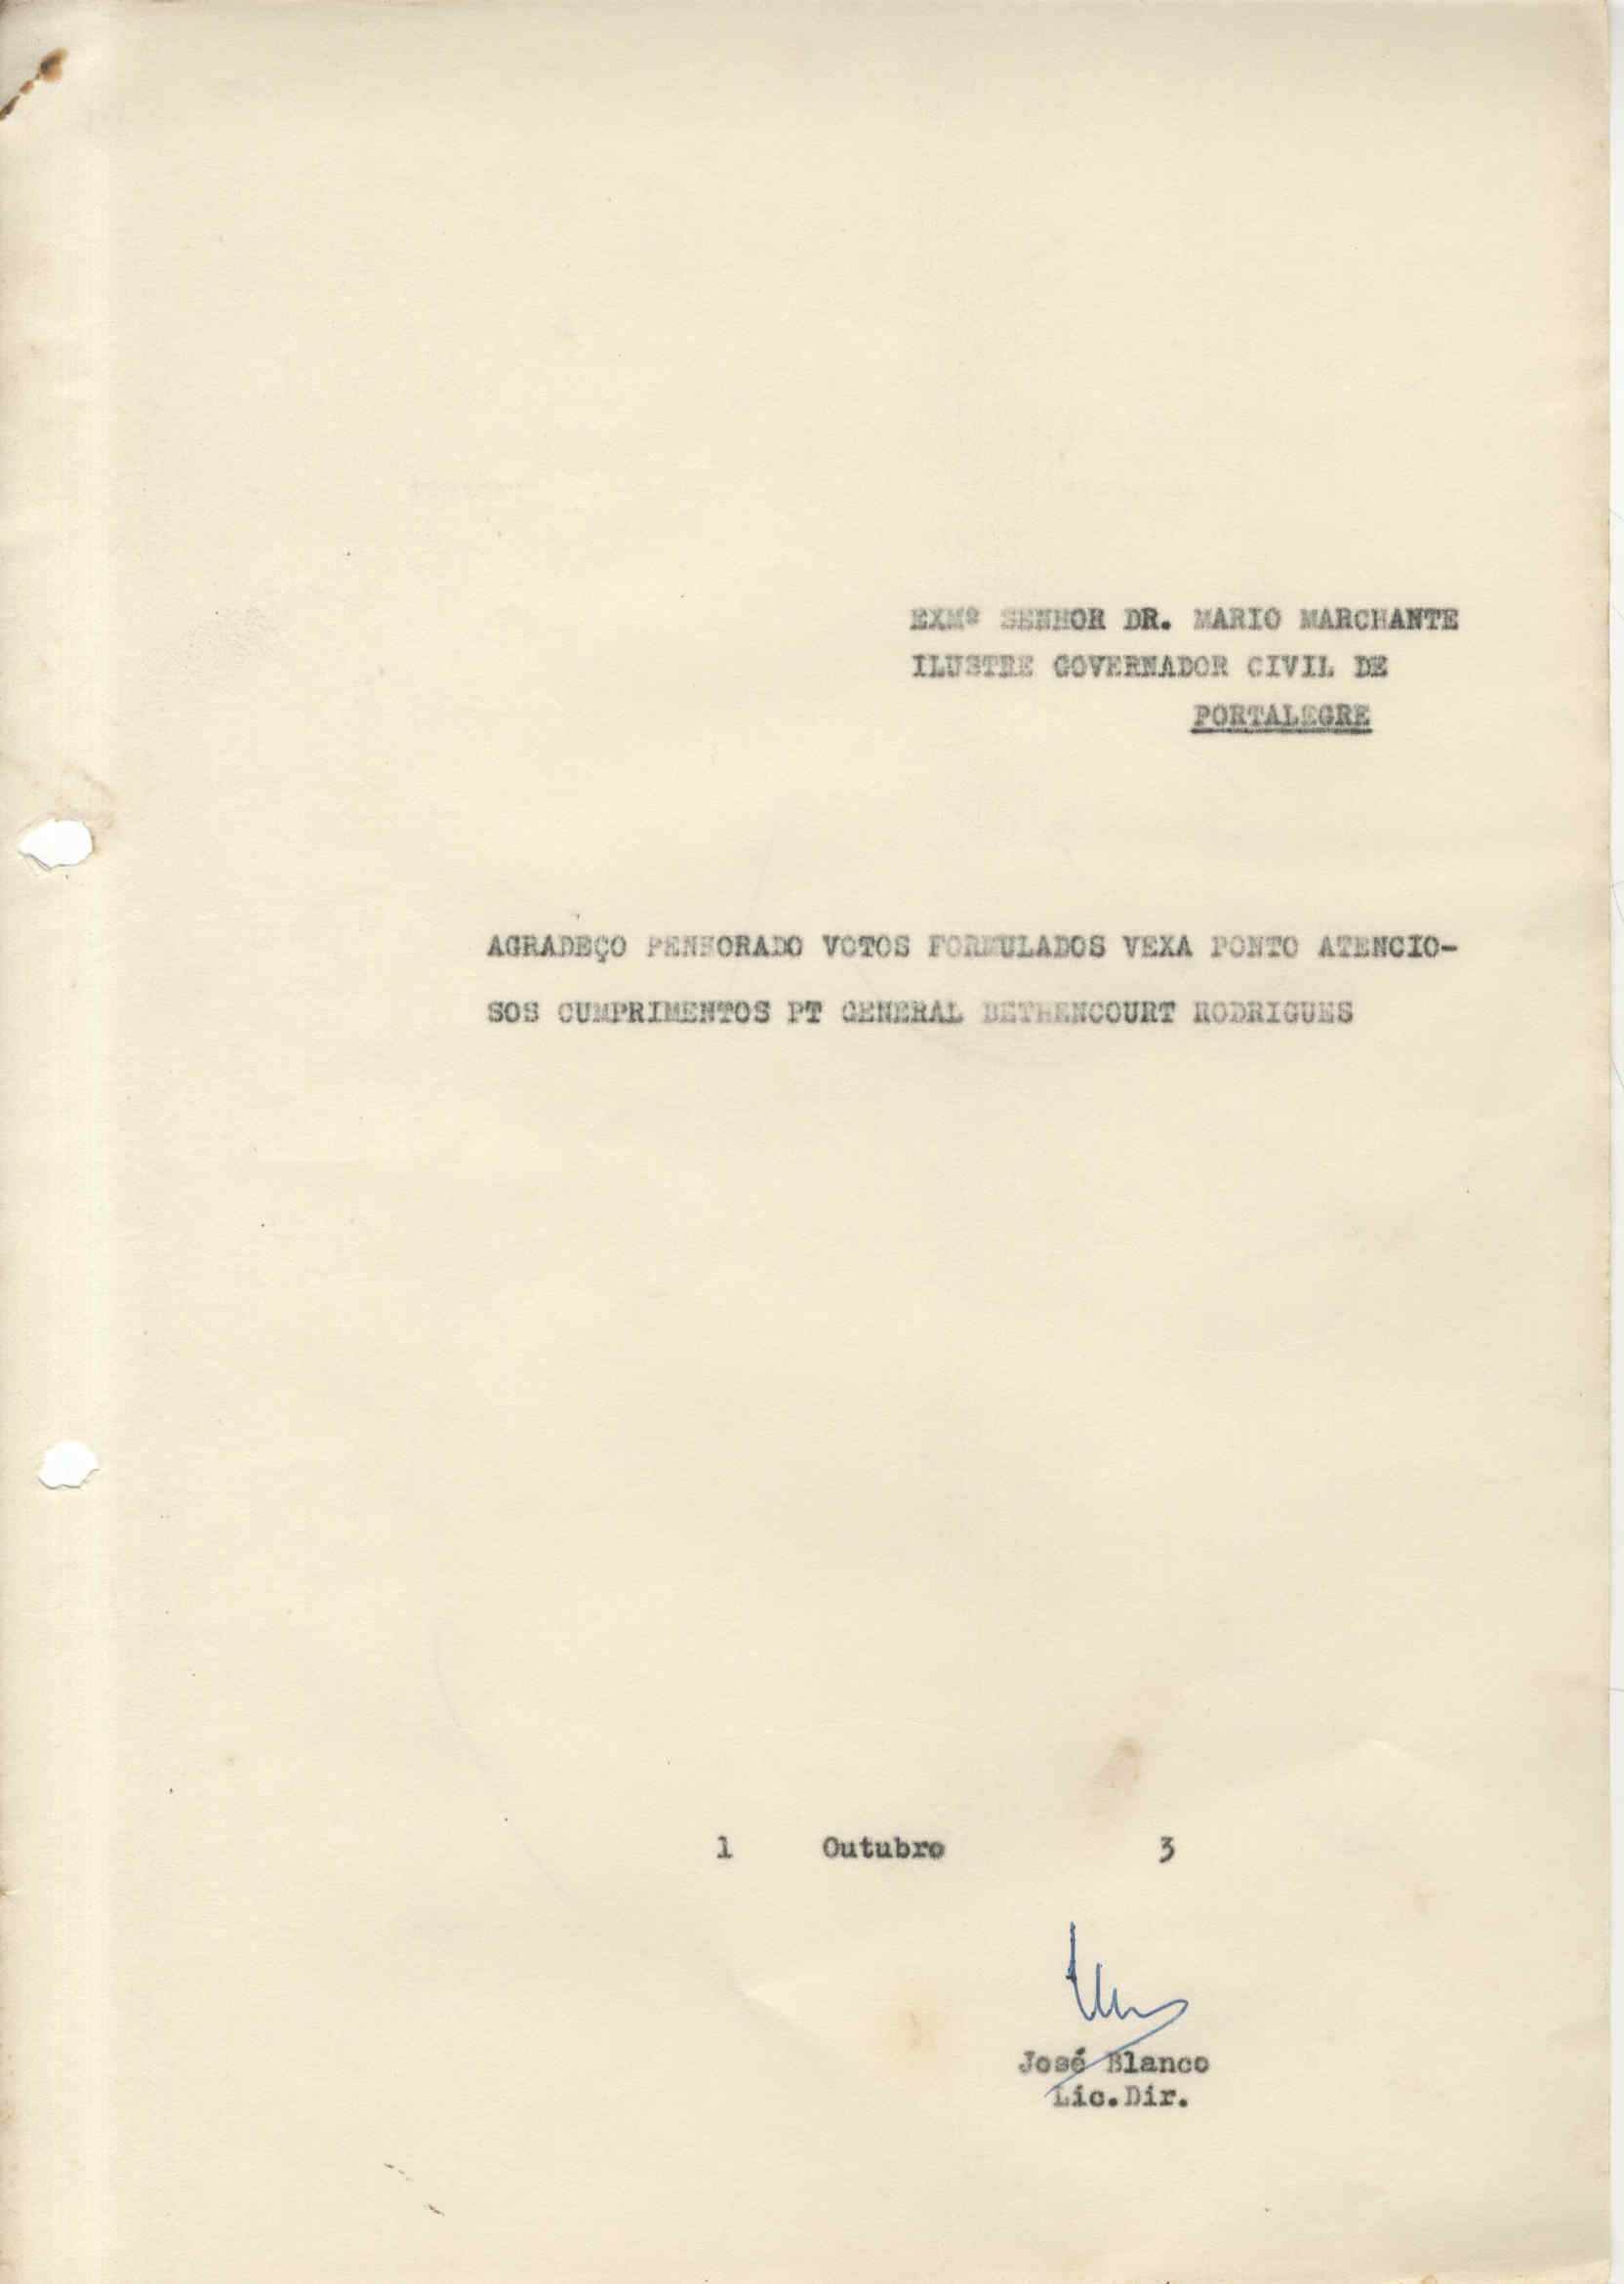 EXMº SENHOR DR. MARIO MARCHANTE
ILUSTRE GOVERNADOR CIVIL DE
PORTALEGRE
AGRADEÇO PENHORADO VOTOS FORMULADOS VEXA PONTO ATENCIO-
SOS CUMPRIMENTOS PT GENERAL BETHENCOURT RODRIGUES
1 Outubro 3
José Blanco
Lic.Dir.